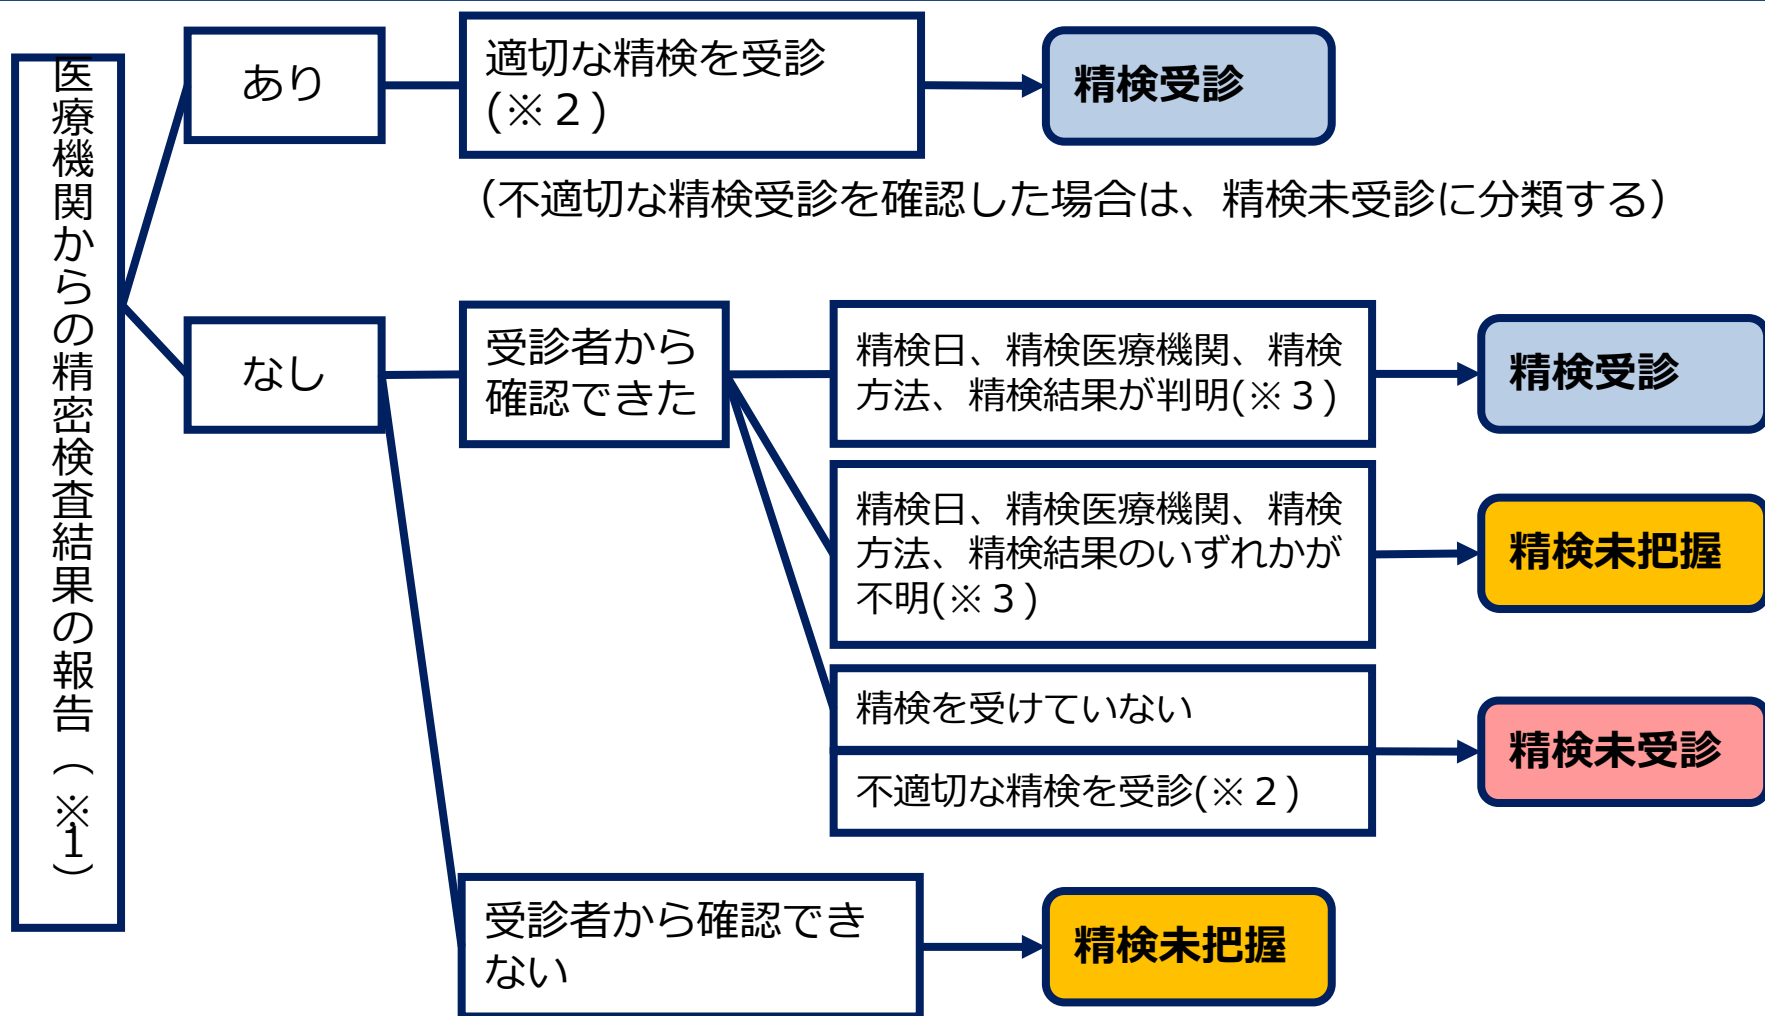 医療機関からの精密検査結果の報告（※１）
あり
適切な精検を受診
(※２)
精検受診
（不適切な精検受診を確認した場合は、精検未受診に分類する）
なし
受診者から
確認できた
精検日、精検医療機関、精検
方法、精検結果が判明(※３)
精検受診
精検日、精検医療機関、精検
方法、精検結果のいずれかが
不明(※３)
精検未把握
精検を受けていない
不適切な精検を受診(※２)
精検未受診
受診者から確認でき
ない
精検未把握